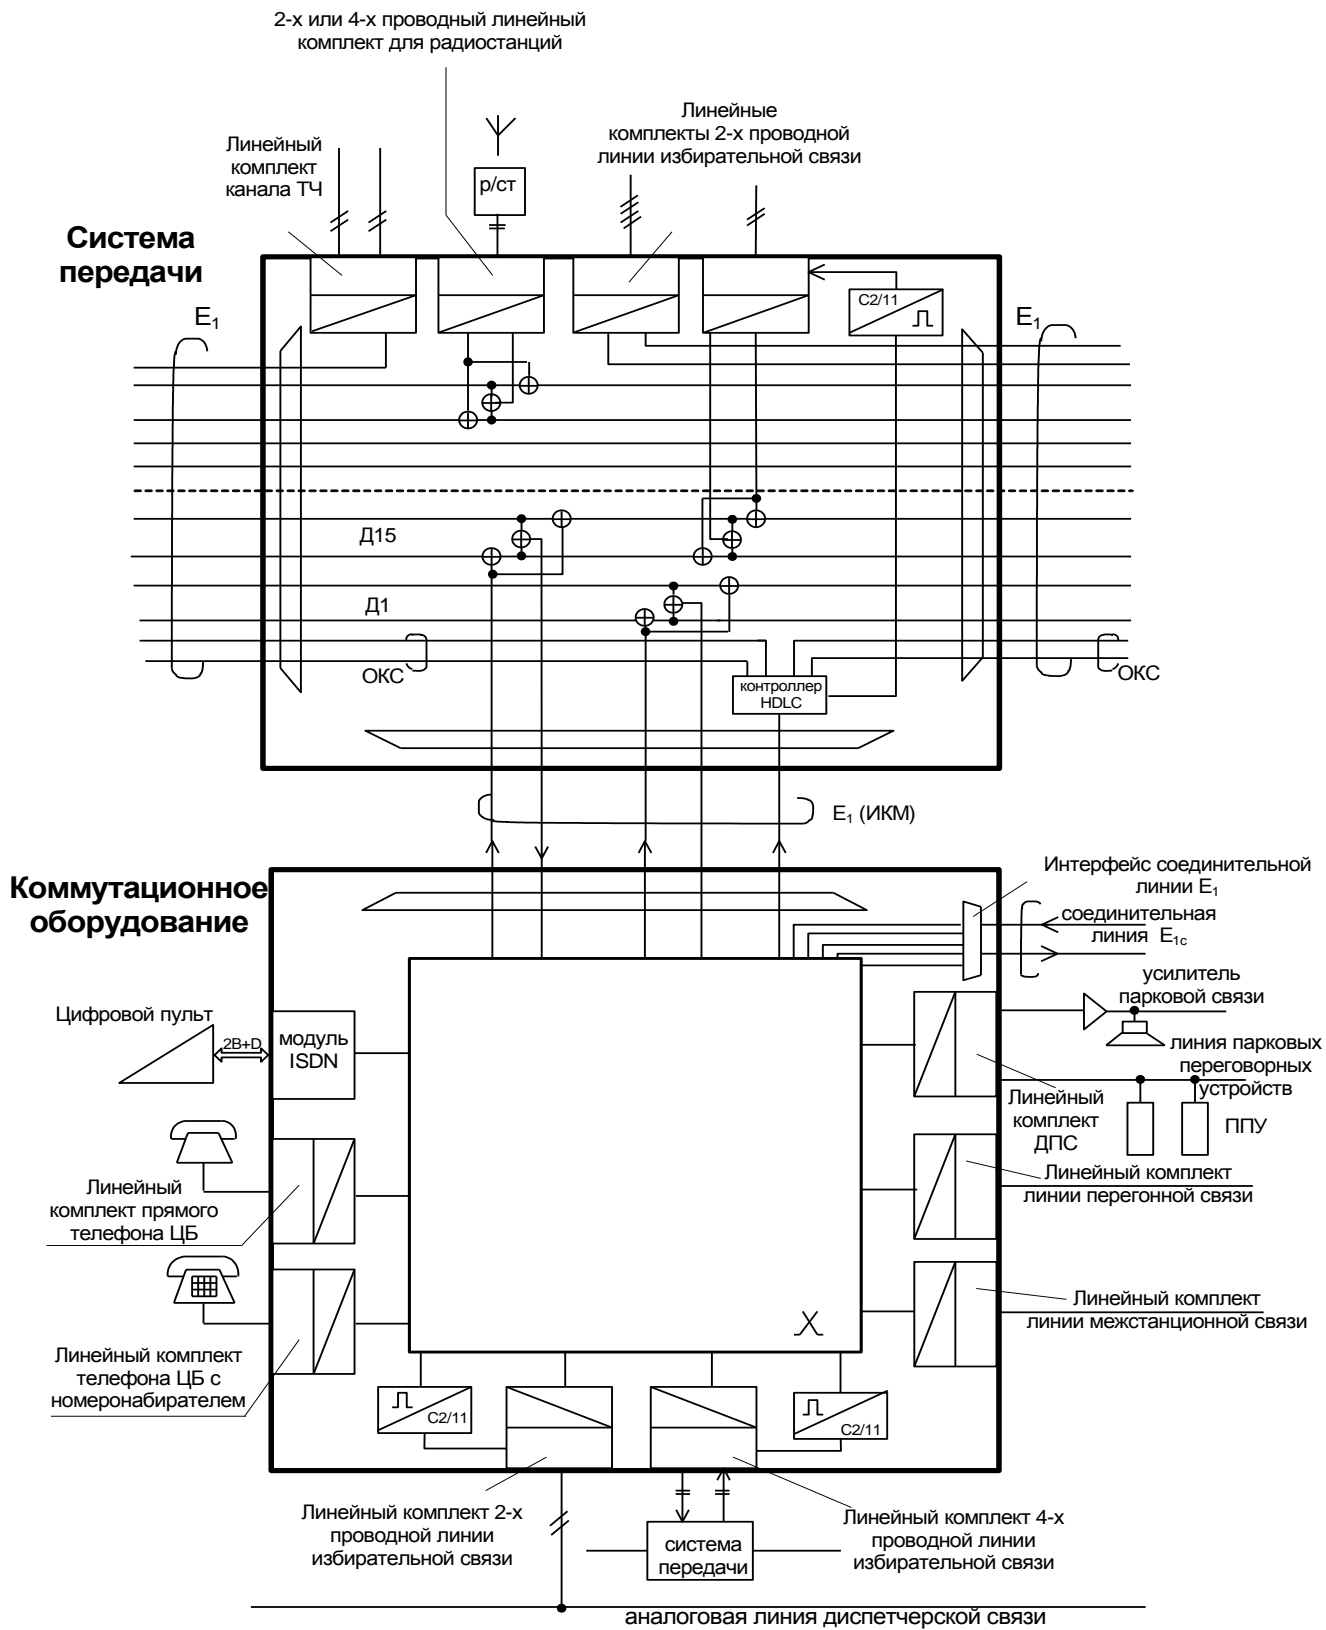 2-х или 4-х проводный линейный
комплект для радиостанций
Линейный
комплект
канала ТЧ
р/ст
Линейные
комплекты 2-х проводной
линии избирательной связи
Система
передачи
С2/11
E1
E1
Д15
Д1
ОКС
ОКС
контроллер
HDLC
E1 (ИКМ)
Коммутационное
оборудование
Интерфейс соединительной
линии E1
соединительная
линия E1с
усилитель
парковой связи
Цифровой пульт
2B+D
модуль
ISDN
линия парковых
переговорных
устройств
Линейный
комплект
ДПС
ППУ
Линейный комплект
линии перегонной связи
Линейный
комплект прямого
телефона ЦБ
Линейный комплект
линии межстанционной связи
Линейный комплект
телефона ЦБ с
номеронабирателем
С2/11
С2/11
Линейный комплект 2-х
проводной линии
избирательной связи
система
передачи
Линейный комплект 4-х
проводной линии
избирательной связи
аналоговая линия диспетчерской связи